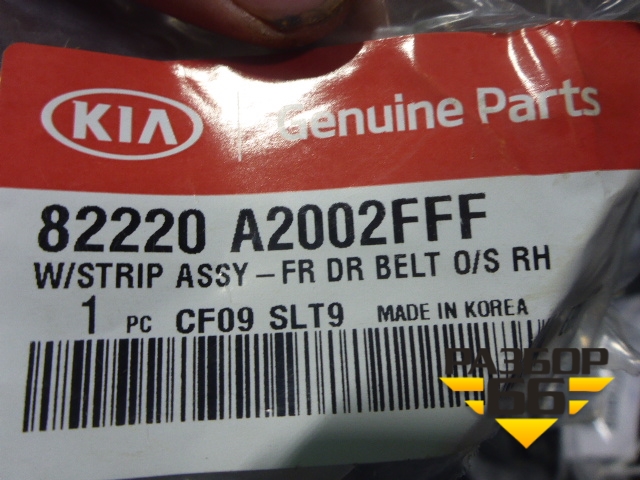 KIA Genuine Parts
82220 A2002FFF
W/STRIP ASSY-FR DR BELT O/S RH
1 PC CF09 SLT9 MADE IN KOREA
РАЗБОР
66